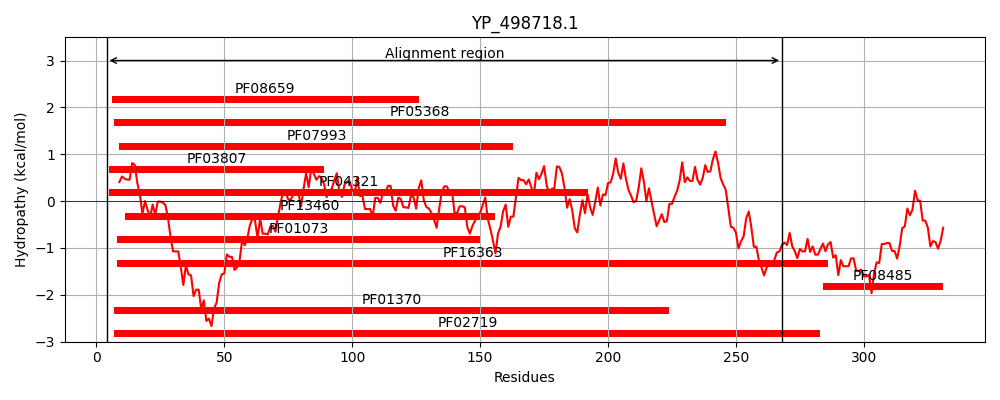 YP_498718.1
Alignment region
PF08659
PF05368
PF07993
PF03807
PF04321
PF13460
PF01073
PF16363
PF08485
PF01370
PF02719
3
2
1
0
−1
−2
−3
Hydropathy (kcal/mol)
0 50 100 150 200 250 300
Residues